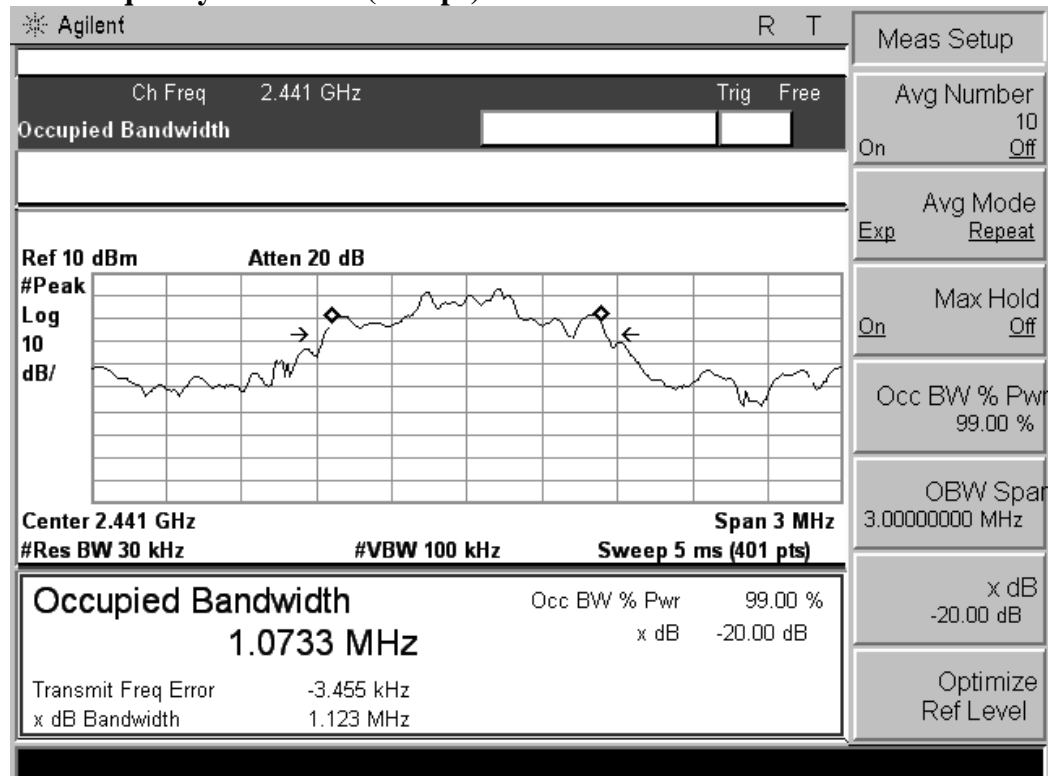 Agilent R T
Meas Setup
Ch Freq 2.441 GHz Trig Free
Occupied Bandwidth
Avg Number
10
On Off
Avg Mode
Exp Repeat
Ref 10 dBm Atten 20 dB
#Peak
Log
10
dB/
Max Hold
On Off
Occ BW % Pwr
99.00 %
OBW Span
3.00000000 MHz
Center 2.441 GHz Span 3 MHz
#Res BW 30 kHz #VBW 100 kHz Sweep 5 ms (401 pts)
Occupied Bandwidth Occ BW % Pwr 99.00 %
1.0733 MHz x dB -20.00 dB
Transmit Freq Error -3.455 kHz
x dB Bandwidth 1.123 MHz
x dB
-20.00 dB
Optimize
Ref Level